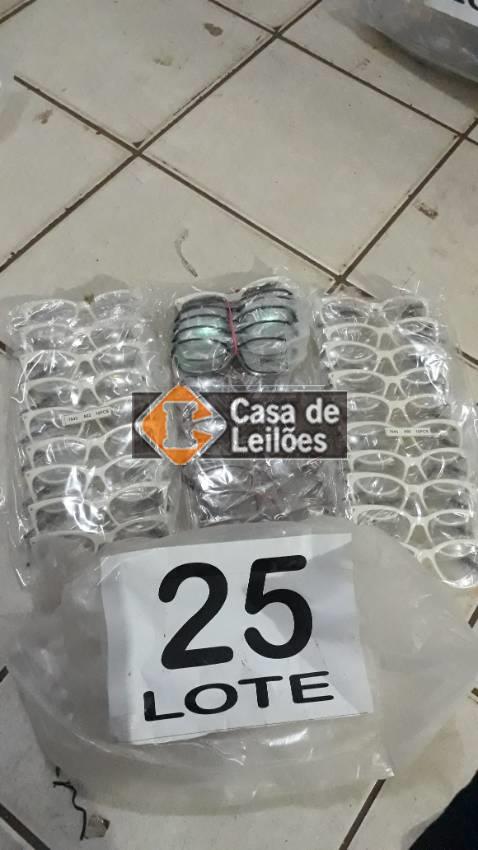 Casa de
Leilões
25
LOTE